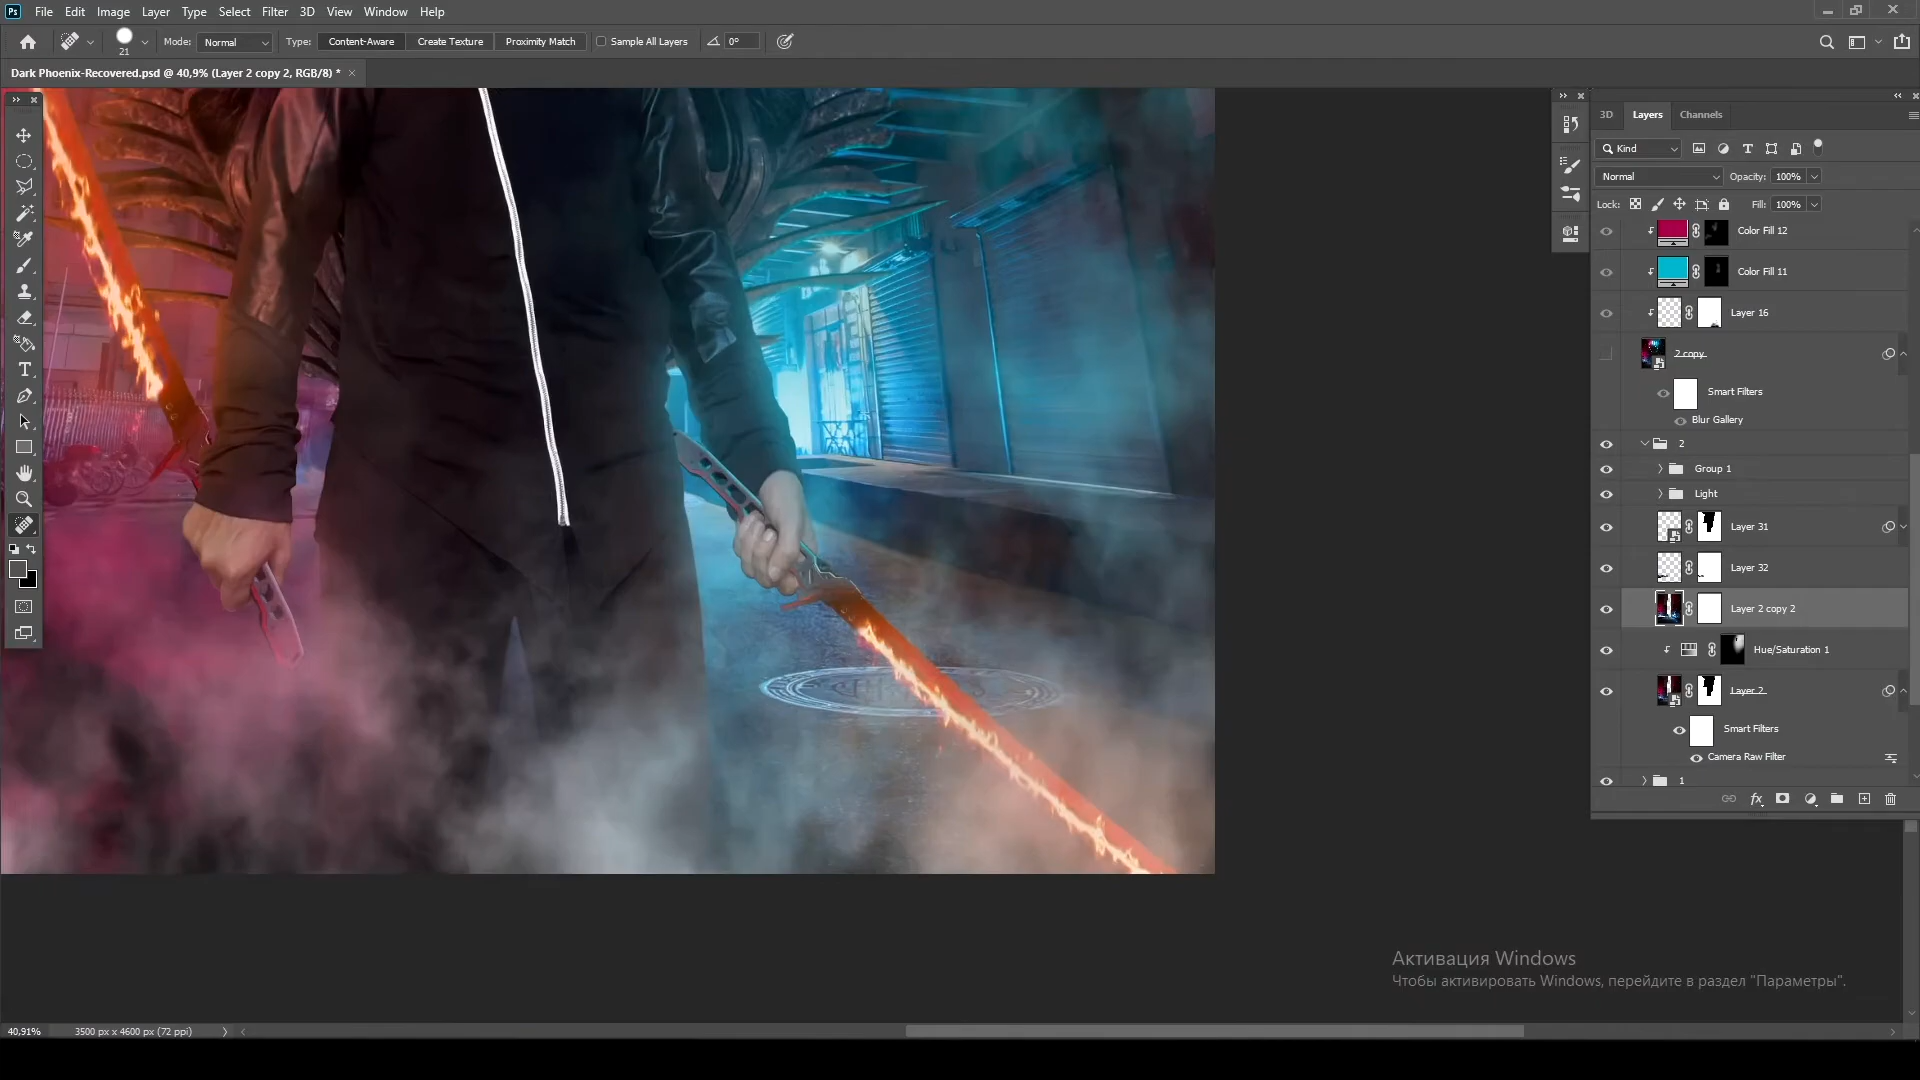 Ps File Edit Image Layer Type Select Filter 3D View Window Help
21 Mode: Normal Type: Content-Aware Create Texture Proximity Match Sample All Layers 0°
Dark Phoenix-Recovered.psd @ 40,9% (Layer 2 copy 2, RGB/8) * ×
3D Layers Channels
Kind
Normal Opacity: 100%
Lock: Fill: 100%
Color Fill 12
Color Fill 11
Layer 16
2 copy
Smart Filters
Blur Gallery
2
Group 1
Light
Layer 31
Layer 32
Layer 2 copy 2
Hue/Saturation 1
Layer 2
Smart Filters
Camera Raw Filter
1
fx
Активация Windows
Чтобы активировать Windows, перейдите в раздел "Параметры".
40,91% 3500 px x 4600 px (72 ppi)